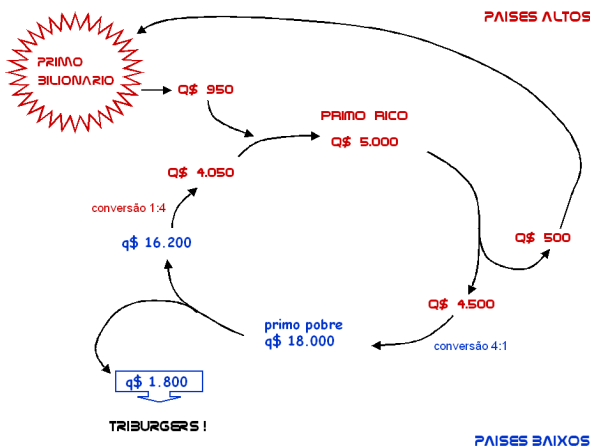 PAISES ALTOS
PRIMO
BILIONARIO
Q$ 950
PRIMO RICO
Q$ 5.000
Q$ 4.050
conversão 1:4
q$ 16.200
Q$ 500
Q$ 4.500
primo pobre
q$ 18.000
conversão 4:1
q$ 1.800
TRIBURGERS !
PAISES BAIXOS